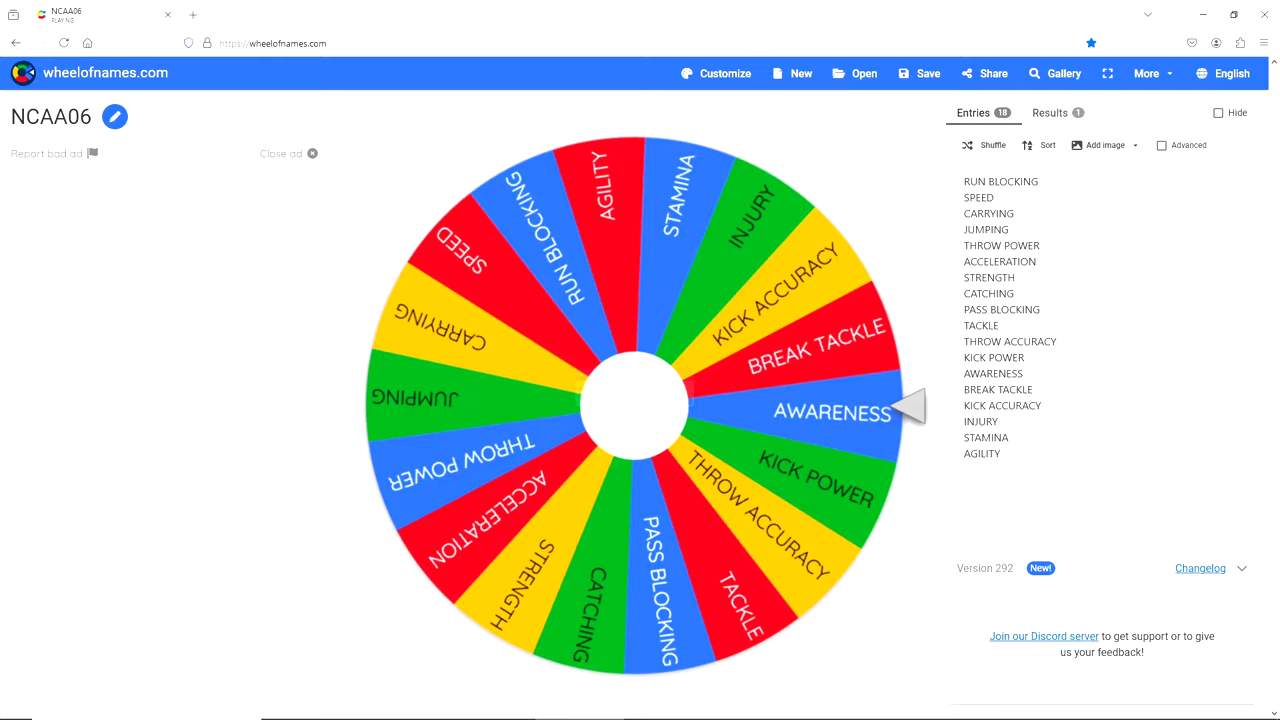 NCAA06
PLAYING
https://wheelofnames.com
wheelofnames.com
Customize
New
Open
Save
Share
Gallery
More
English
NCAA06
Report bad ad
Close ad
Entries 18
Results 1
Hide
Shuffle
Sort
Add image
Advanced
RUN BLOCKING
SPEED
CARRYING
JUMPING
THROW POWER
ACCELERATION
STRENGTH
CATCHING
PASS BLOCKING
TACKLE
THROW ACCURACY
KICK POWER
AWARENESS
BREAK TACKLE
KICK ACCURACY
INJURY
STAMINA
AGILITY
AGILITY
STAMINA
INJURY
KICK ACCURACY
BREAK TACKLE
AWARENESS
KICK POWER
THROW ACCURACY
TACKLE
PASS BLOCKING
CATCHING
STRENGTH
ACCELERATION
THROW POWER
JUMPING
CARRYING
SPEED
RUN BLOCKING
Version 292
New!
Changelog
Join our Discord server to get support or to give
us your feedback!